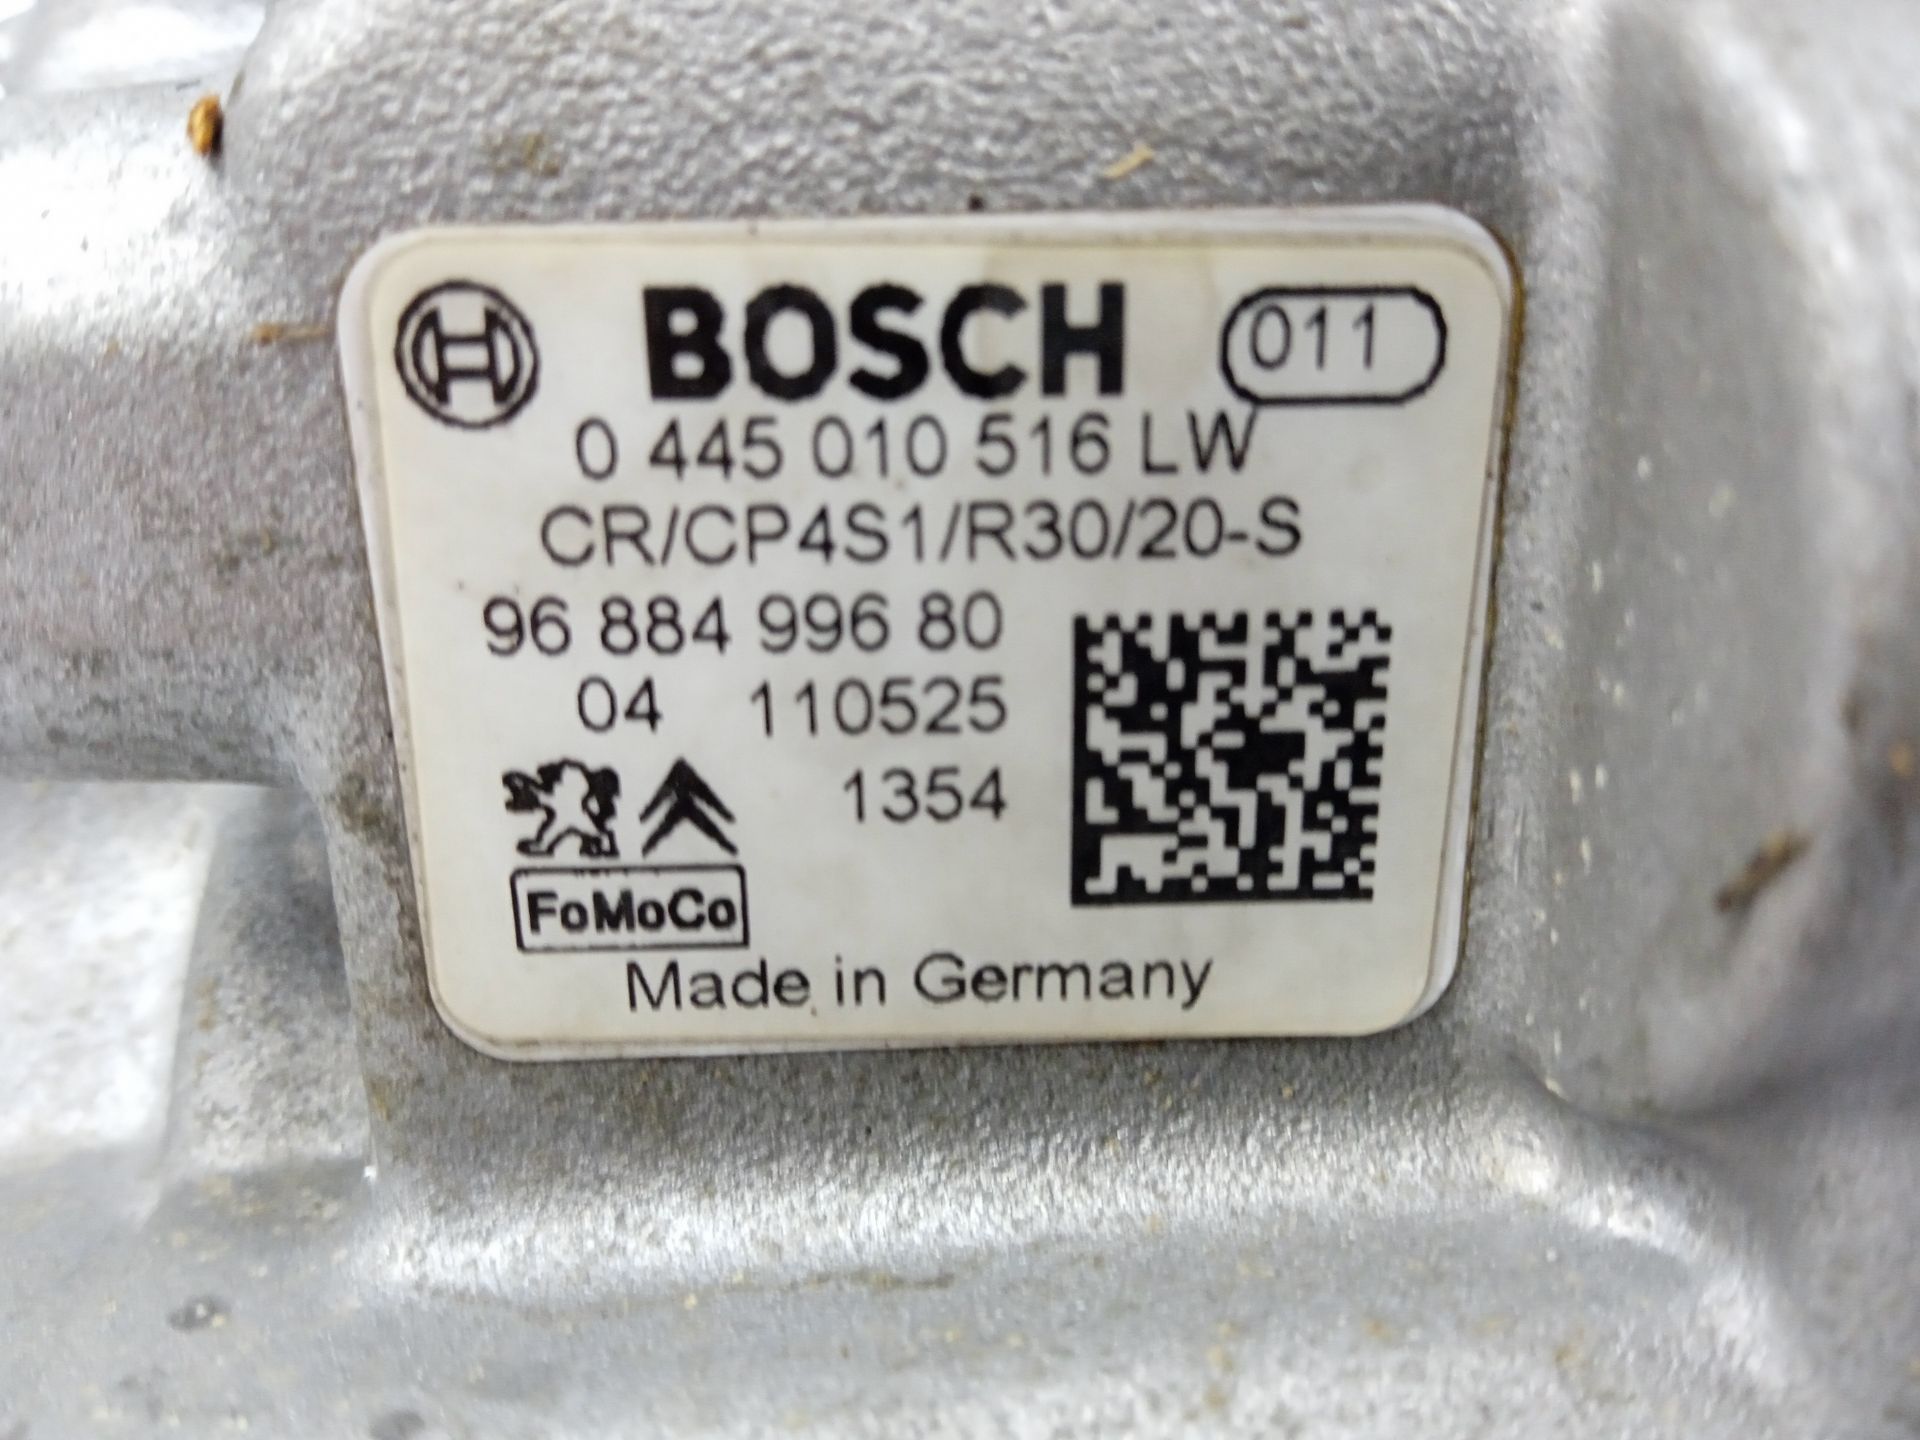 BOSCH 011
0 445 010 516 LW
CR/CP4S1/R30/20-S
96 884 996 80
04 110525
1354
FoMoCo
Made in Germany